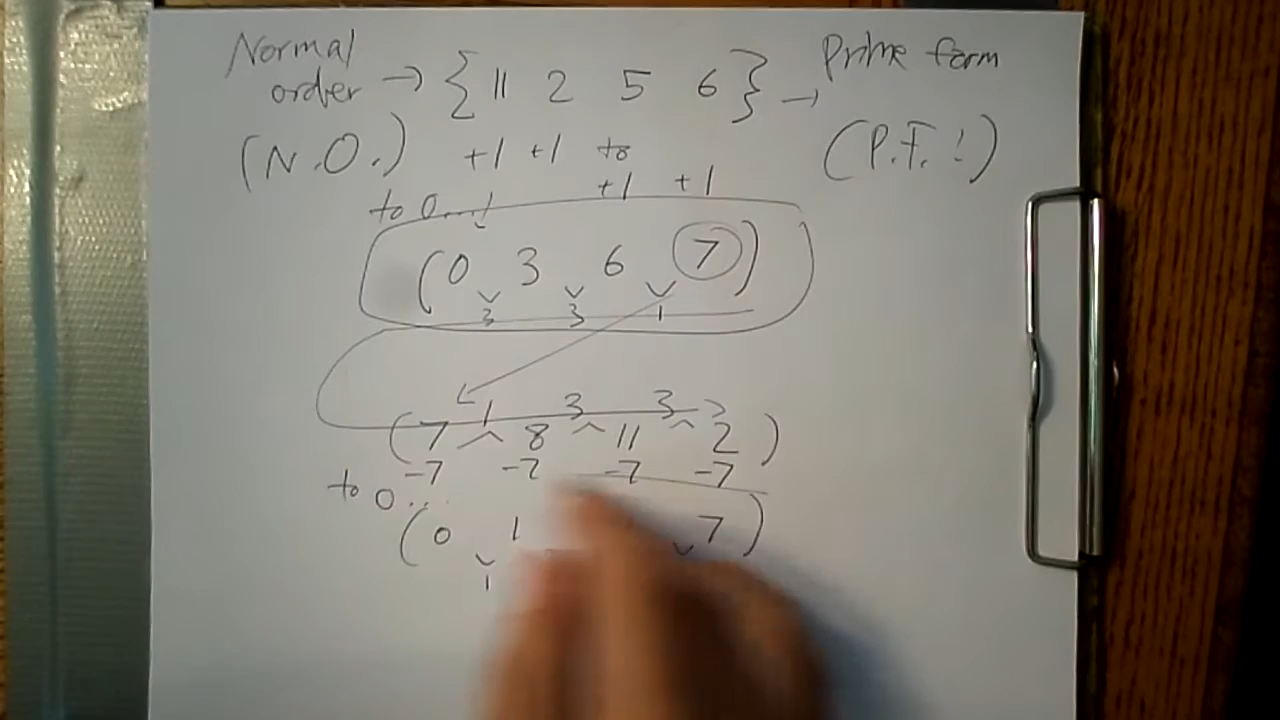 Normal Prime form
order → { 11 2 5 6 } →
(N.O.) +1 +1 to (P.F.!)
to 0...! +1 +1
(0 3 6 7)
3 3 1
1 3 3
(7 8 11 2)
-7 -7 -7 -7
to 0..
(0 1 7)
1